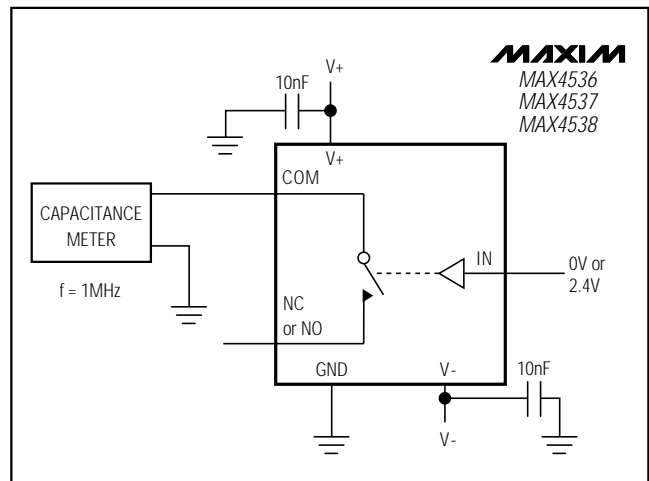 MAXIM
MAX4536
MAX4537
MAX4538
V+
10nF
V+
COM
CAPACITANCE
METER
f = 1MHz
IN
0V or
2.4V
NC
or NO
GND
V-
10nF
V-